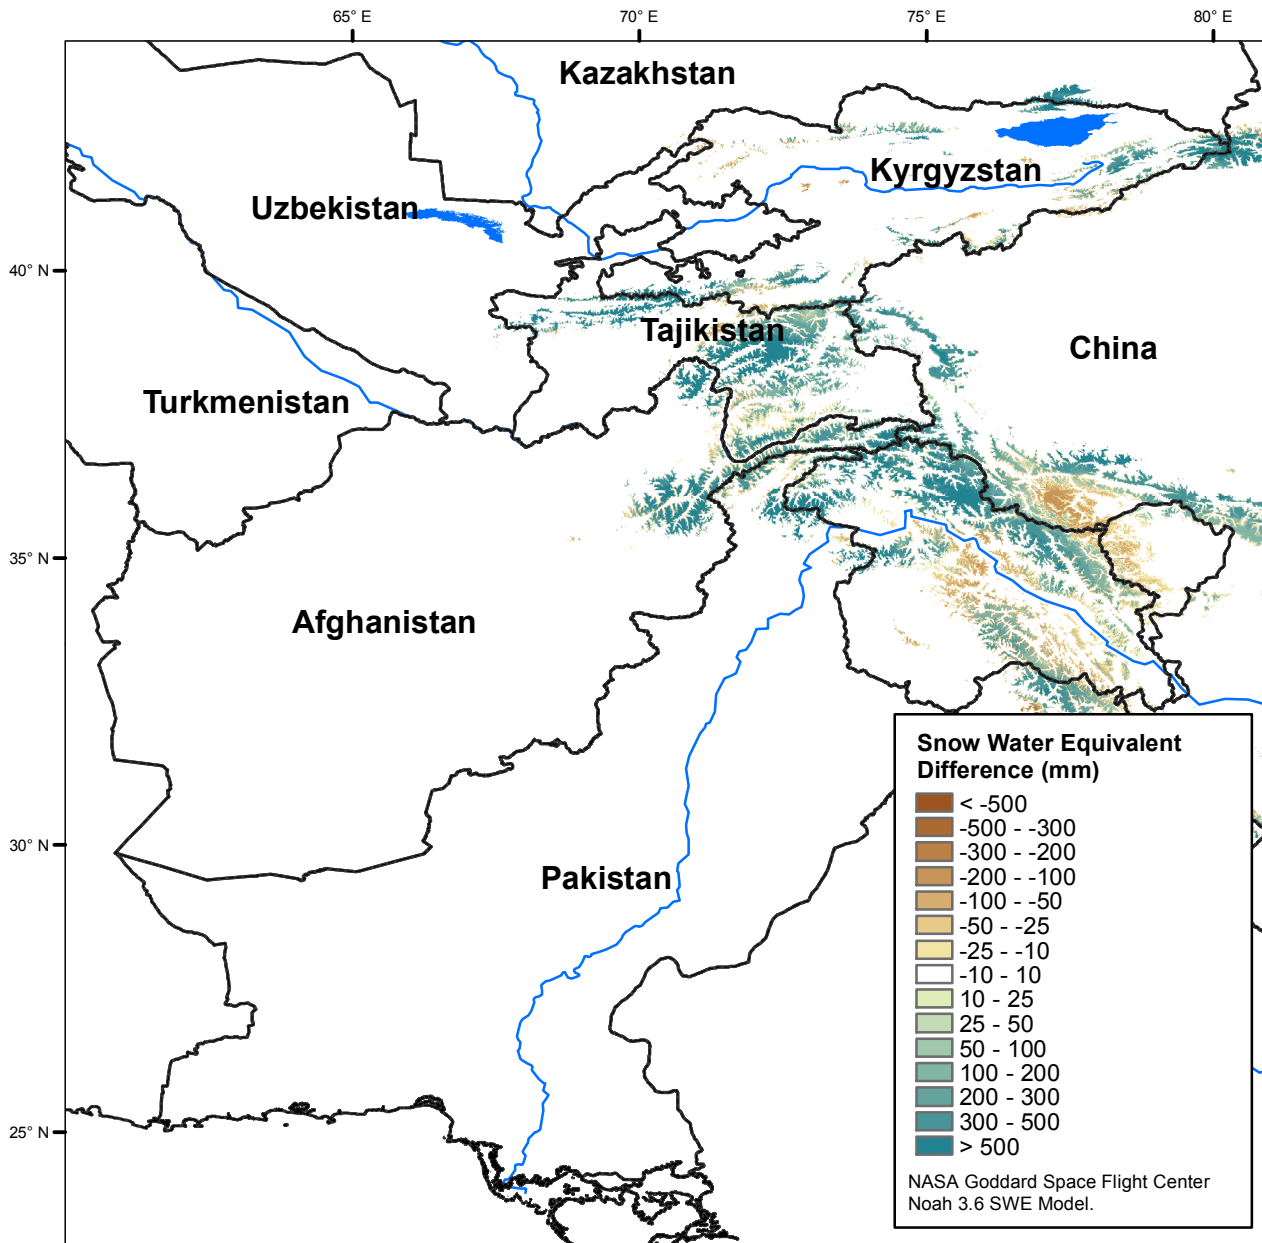 65° E
70° E
75° E
80° E
Kazakhstan
Kyrgyzstan
Uzbekistan
40° N
Tajikistan
China
Turkmenistan
35° N
Afghanistan
30° N
Pakistan
25° N
Snow Water Equivalent
Difference (mm)
< -500
-500 - -300
-300 - -200
-200 - -100
-100 - -50
-50 - -25
-25 - -10
-10 - 10
10 - 25
25 - 50
50 - 100
100 - 200
200 - 300
300 - 500
> 500
NASA Goddard Space Flight Center
Noah 3.6 SWE Model.